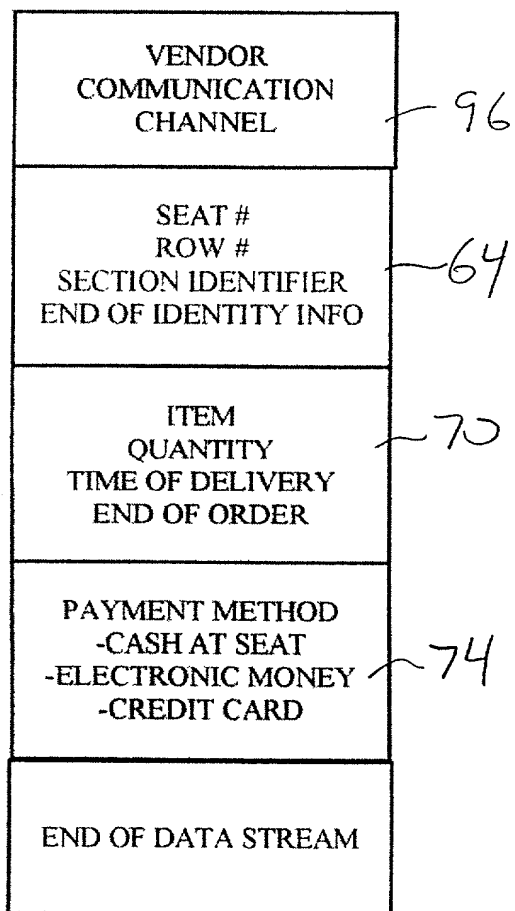 VENDOR
COMMUNICATION
CHANNEL
96
SEAT #
ROW #
SECTION IDENTIFIER
END OF IDENTITY INFO
64
ITEM
QUANTITY
TIME OF DELIVERY
END OF ORDER
70
PAYMENT METHOD
-CASH AT SEAT
-ELECTRONIC MONEY
-CREDIT CARD
74
END OF DATA STREAM